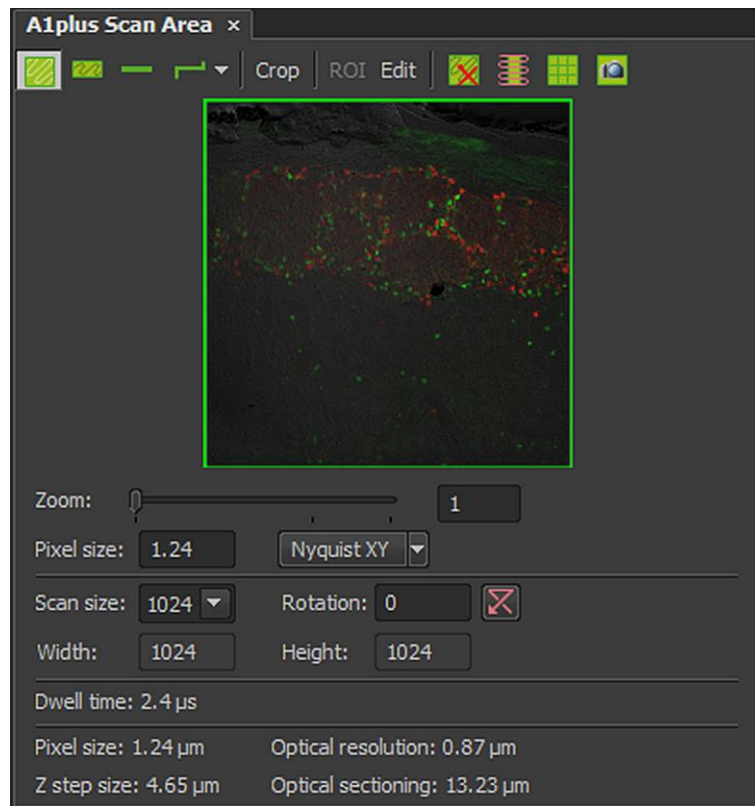 A1plus Scan Area ×
Crop ROI Edit
Zoom: 1
Pixel size: 1.24 Nyquist XY
Scan size: 1024 Rotation: 0
Width: 1024 Height: 1024
Dwell time: 2.4 µs
Pixel size: 1.24 µm Optical resolution: 0.87 µm
Z step size: 4.65 µm Optical sectioning: 13.23 µm